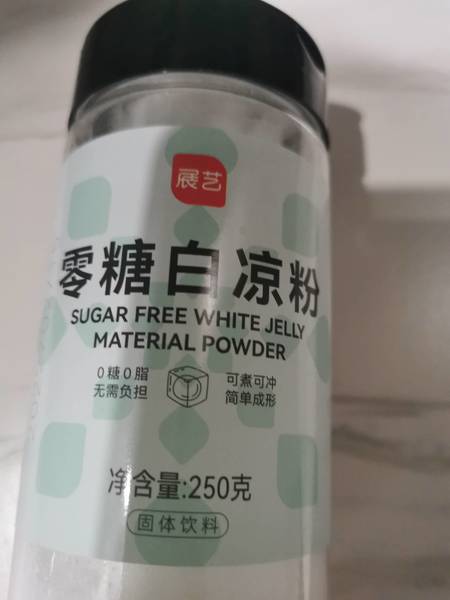 展艺
零糖白凉粉
SUGAR FREE WHITE JELLY
MATERIAL POWDER
0糖0脂
无需负担
可煮可冲
简单成形
净含量:250克
固体饮料